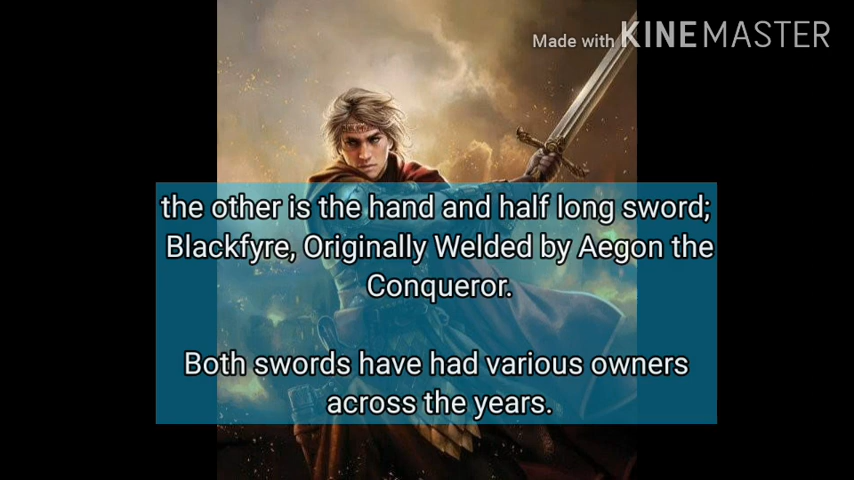 Made with KINEMASTER
the other is the hand and half long sword;
Blackfyre, Originally Welded by Aegon the
Conqueror.
Both swords have had various owners
across the years.